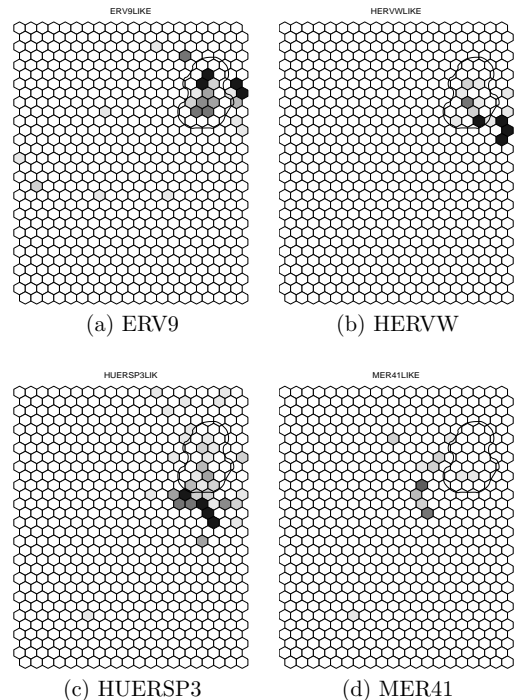 ERV9LIKE
HERVWLIKE
(a) ERV9
(b) HERVW
HUERSP3LIK
MER41LIKE
(c) HUERSP3
(d) MER41